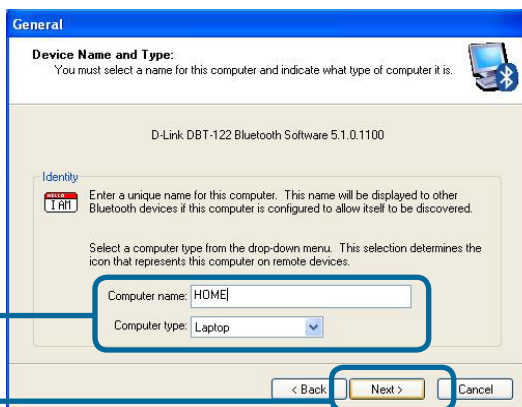 General
Device Name and Type:
You must select a name for this computer and indicate what type of computer it is.
D-Link DBT-122 Bluetooth Software 5.1.0.1100
Identity
HELLO
I AM
Enter a unique name for this computer. This name will be displayed to other
Bluetooth devices if this computer is configured to allow itself to be discovered.
Select a computer type from the drop-down menu. This selection determines the
icon that represents this computer on remote devices.
Computer name: HOME
Computer type: Laptop
< Back Next > Cancel